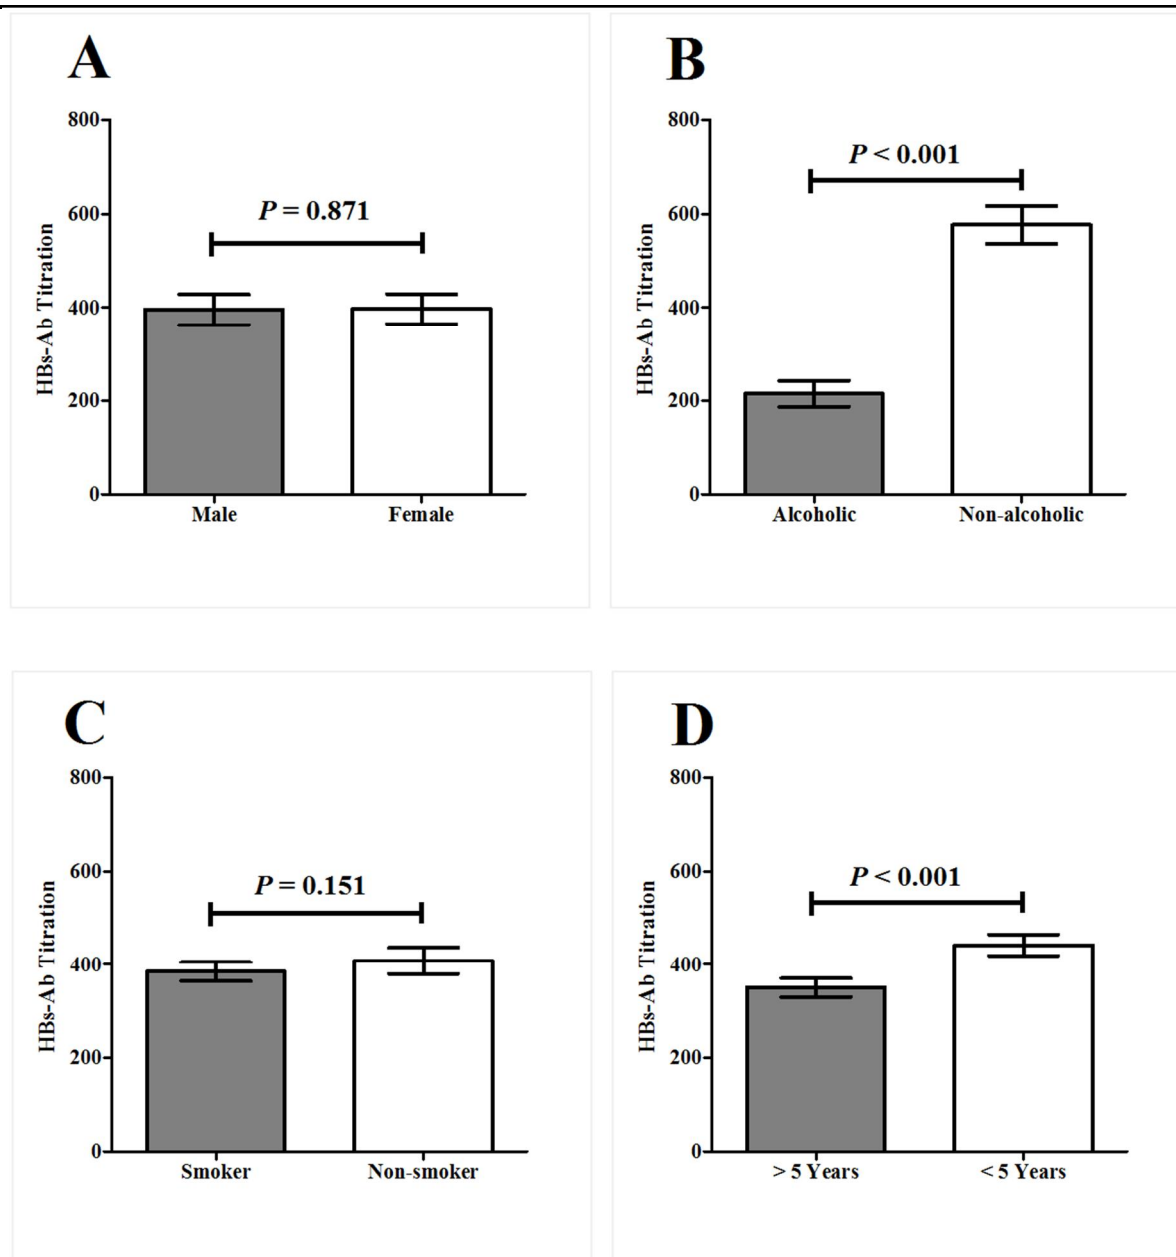 A
HBs-Ab Titration
800
600
400
200
0
P = 0.871
Male
Female
B
HBs-Ab Titration
800
600
400
200
0
P < 0.001
Alcoholic
Non-alcoholic
C
HBs-Ab Titration
800
600
400
200
0
P = 0.151
Smoker
Non-smoker
D
HBs-Ab Titration
800
600
400
200
0
P < 0.001
> 5 Years
< 5 Years